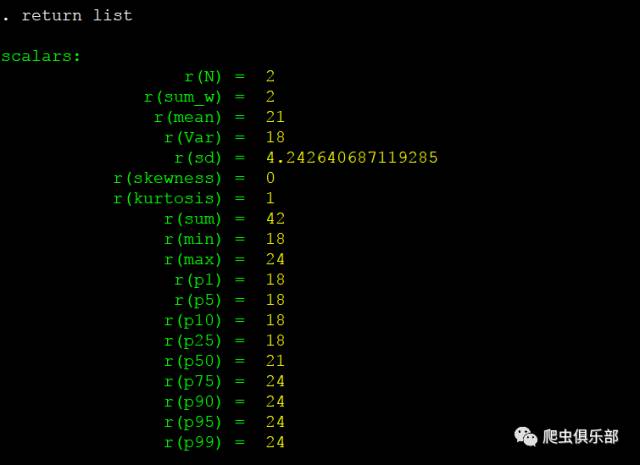 . return list
scalars:
r(N) = 2
r(sum_w) = 2
r(mean) = 21
r(Var) = 18
r(sd) = 4.242640687119285
r(skewness) = 0
r(kurtosis) = 1
r(sum) = 42
r(min) = 18
r(max) = 24
r(p1) = 18
r(p5) = 18
r(p10) = 18
r(p25) = 18
r(p50) = 21
r(p75) = 24
r(p90) = 24
r(p95) = 24
r(p99) = 24
爬虫俱乐部